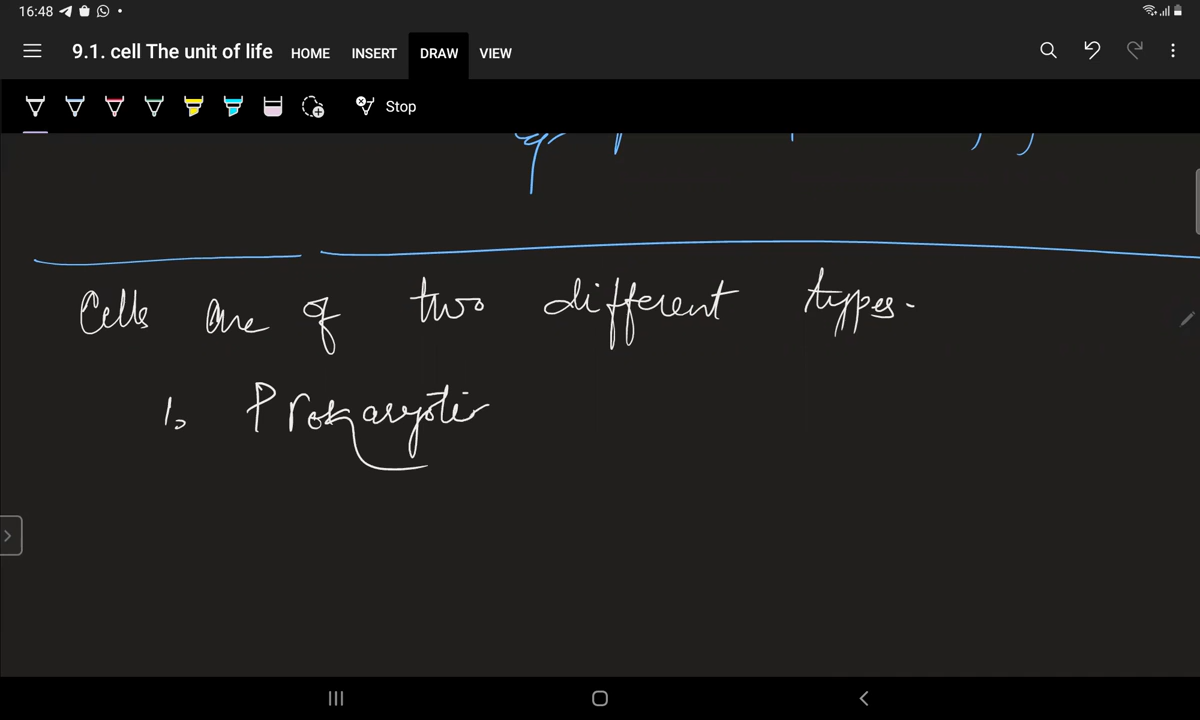 16:48
9.1. cell The unit of life HOME INSERT DRAW VIEW
Stop
Cells are of two different types.
1. Prokaryotic